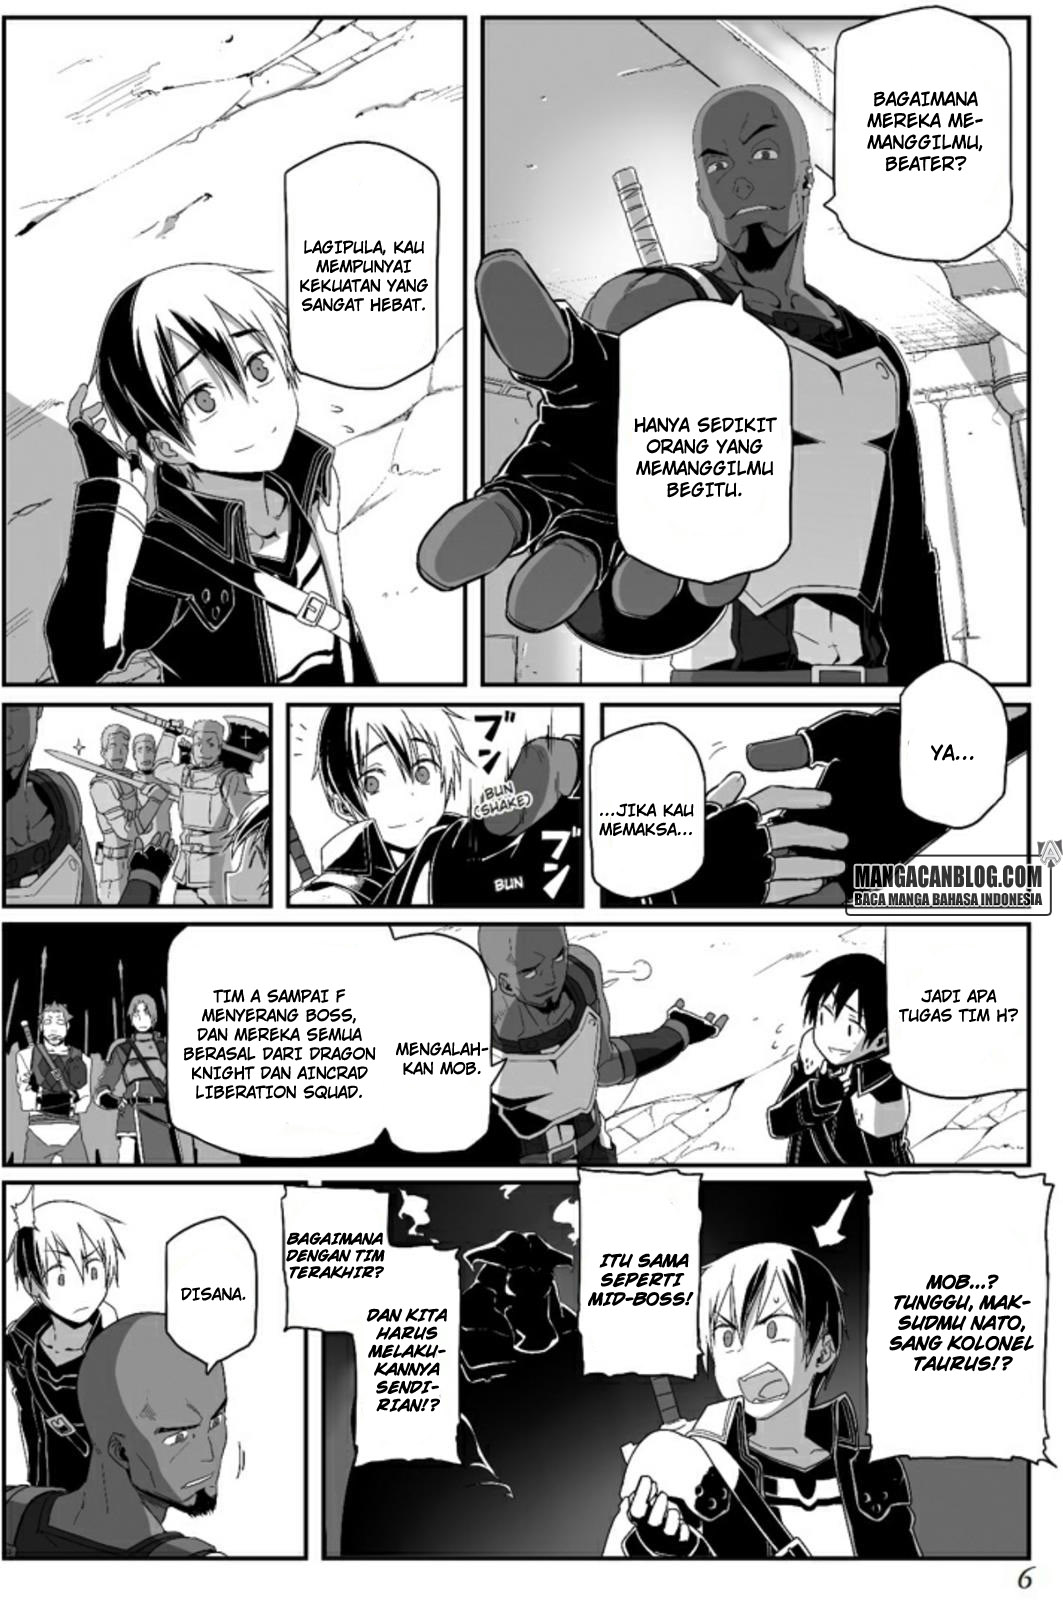 BAGAIMANA
MEREKA ME-
MANGGILMU,
BEATER?
HANYA SEDIKIT
ORANG YANG
MEMANGGILMU
BEGITU.
LAGIPULA, KAU
MEMPUNYAI
KEKUATAN YANG
SANGAT HEBAT.
YA...
...JIKA KAU
MEMAKSA...
ブン
BUN
(SHAKE)
ブン
BUN
MANGACANBLOG.COM
BACA MANGA BAHASA INDONESIA
JADI APA
TUGAS TIM H?
MENGALAH-
KAN MOB.
TIM A SAMPAI F
MENYERANG BOSS,
DAN MEREKA SEMUA
BERASAL DARI DRAGON
KNIGHT DAN AINCRAD
LIBERATION SQUAD.
MOB...?
TUNGGU, MAK-
SUDMU NATO,
SANG KOLONEL
TAURUS!?
ITU SAMA
SEPERTI
MID-BOSS!
BAGAIMANA
DENGAN TIM
TERAKHIR?
DAN KITA
HARUS
MELAKU-
KANNYA
SENDI-
RIAN!?
DISANA.
6